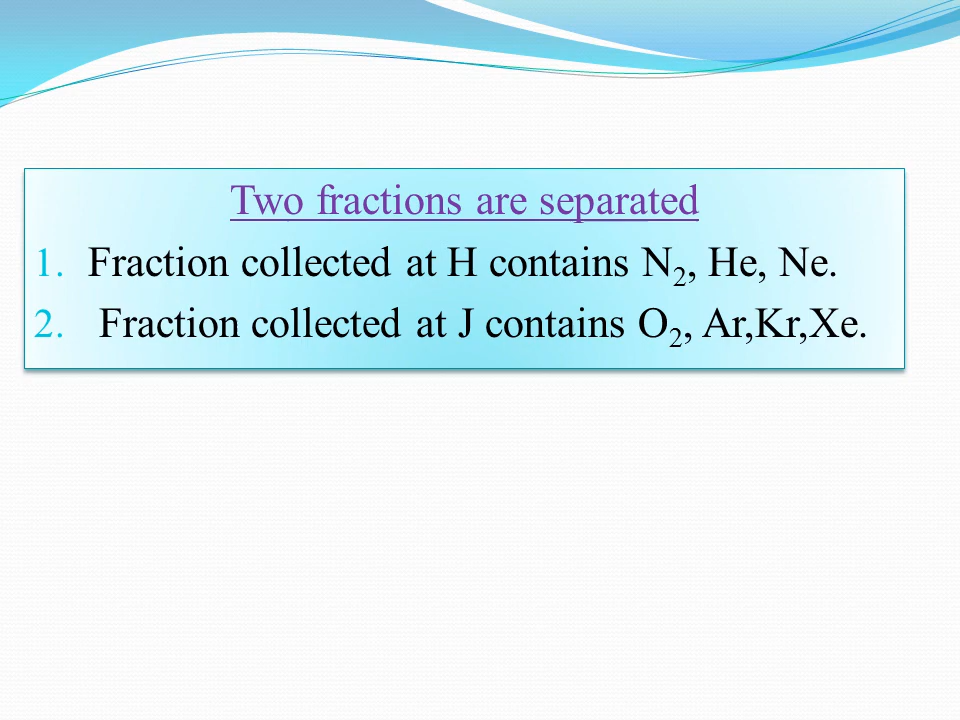 Two fractions are separated
1. Fraction collected at H contains N₂, He, Ne.
2. Fraction collected at J contains O₂, Ar,Kr,Xe.